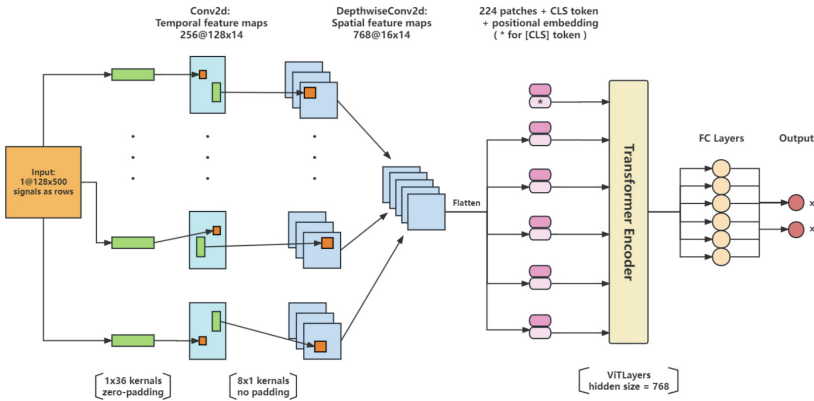 Conv2d:
Temporal feature maps
256@128x14
DepthwiseConv2d:
Spatial feature maps
768@16x14
224 patches + CLS token
+ positional embedding
( * for [CLS] token )
*
Input:
1@128x500
signals as rows
Flatten
Transformer Encoder
FC Layers
Output
x
x
1x36 kernals
zero-padding
8x1 kernals
no padding
ViTLayers
hidden size = 768